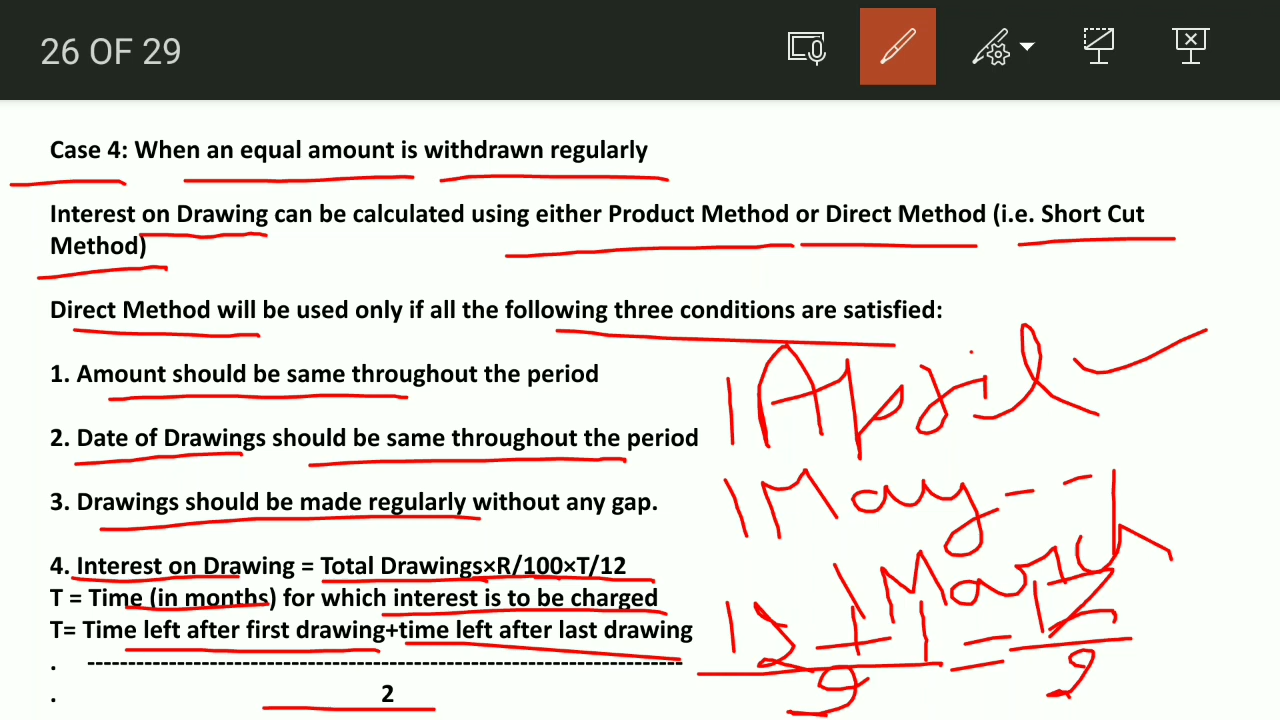 26 OF 29
Case 4: When an equal amount is withdrawn regularly
Interest on Drawing can be calculated using either Product Method or Direct Method (i.e. Short Cut
Method)
Direct Method will be used only if all the following three conditions are satisfied:
1. Amount should be same throughout the period
1 April
2. Date of Drawings should be same throughout the period
1 May - -
3. Drawings should be made regularly without any gap.
1 March
4. Interest on Drawing = Total Drawings×R/100×T/12
T = Time (in months) for which interest is to be charged
T= Time left after first drawing+time left after last drawing
. ----------------------------------------------------------------------
. 2
12 + 1 =
2
2